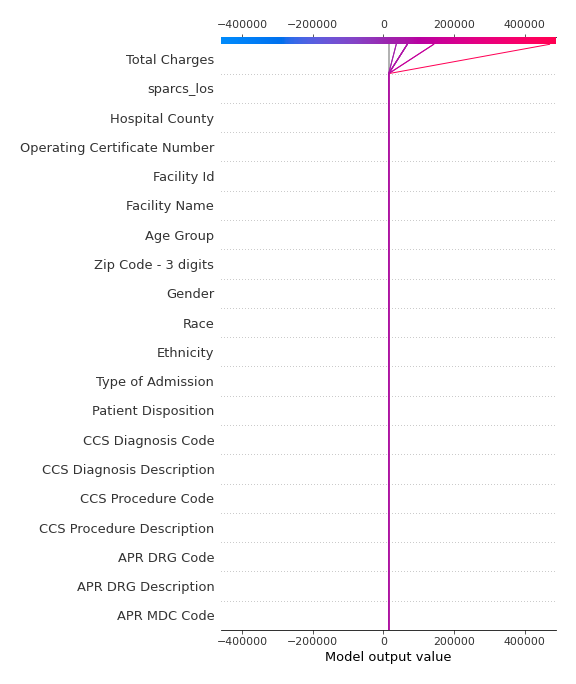 −400000 −200000 0 200000 400000
Total Charges
sparcs_los
Hospital County
Operating Certificate Number
Facility Id
Facility Name
Age Group
Zip Code - 3 digits
Gender
Race
Ethnicity
Type of Admission
Patient Disposition
CCS Diagnosis Code
CCS Diagnosis Description
CCS Procedure Code
CCS Procedure Description
APR DRG Code
APR DRG Description
APR MDC Code
−400000 −200000 0 200000 400000
Model output value